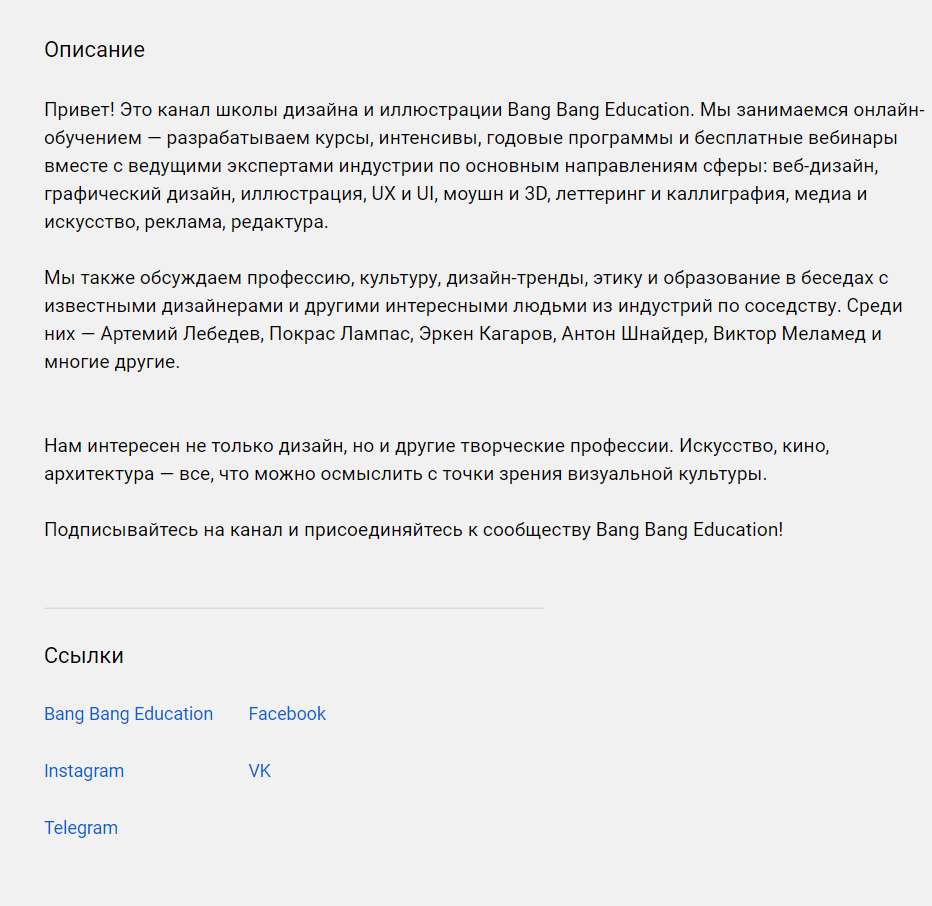 Описание
Привет! Это канал школы дизайна и иллюстрации Bang Bang Education. Мы занимаемся онлайн-
обучением — разрабатываем курсы, интенсивы, годовые программы и бесплатные вебинары
вместе с ведущими экспертами индустрии по основным направлениям сферы: веб-дизайн,
графический дизайн, иллюстрация, UX и UI, моушн и 3D, леттеринг и каллиграфия, медиа и
искусство, реклама, редактура.
Мы также обсуждаем профессию, культуру, дизайн-тренды, этику и образование в беседах с
известными дизайнерами и другими интересными людьми из индустрий по соседству. Среди
них — Артемий Лебедев, Покрас Лампас, Эркен Кагаров, Антон Шнайдер, Виктор Меламед и
многие другие.
Нам интересен не только дизайн, но и другие творческие профессии. Искусство, кино,
архитектура — все, что можно осмыслить с точки зрения визуальной культуры.
Подписывайтесь на канал и присоединяйтесь к сообществу Bang Bang Education!
Ссылки
Bang Bang Education Facebook
Instagram VK
Telegram